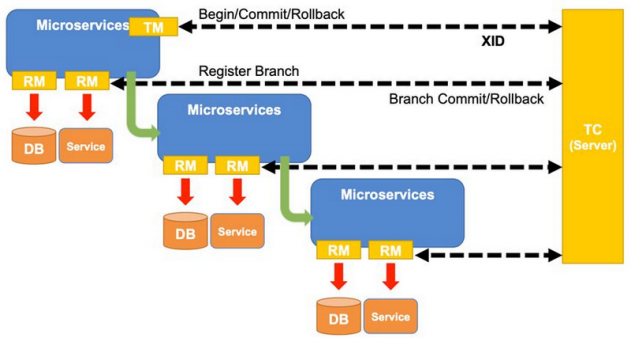 Begin/Commit/Rollback
Microservices TM
XID
RM RM
Register Branch
Branch Commit/Rollback
Microservices
TC
(Server)
DB Service
RM RM
Microservices
DB Service
RM RM
DB Service